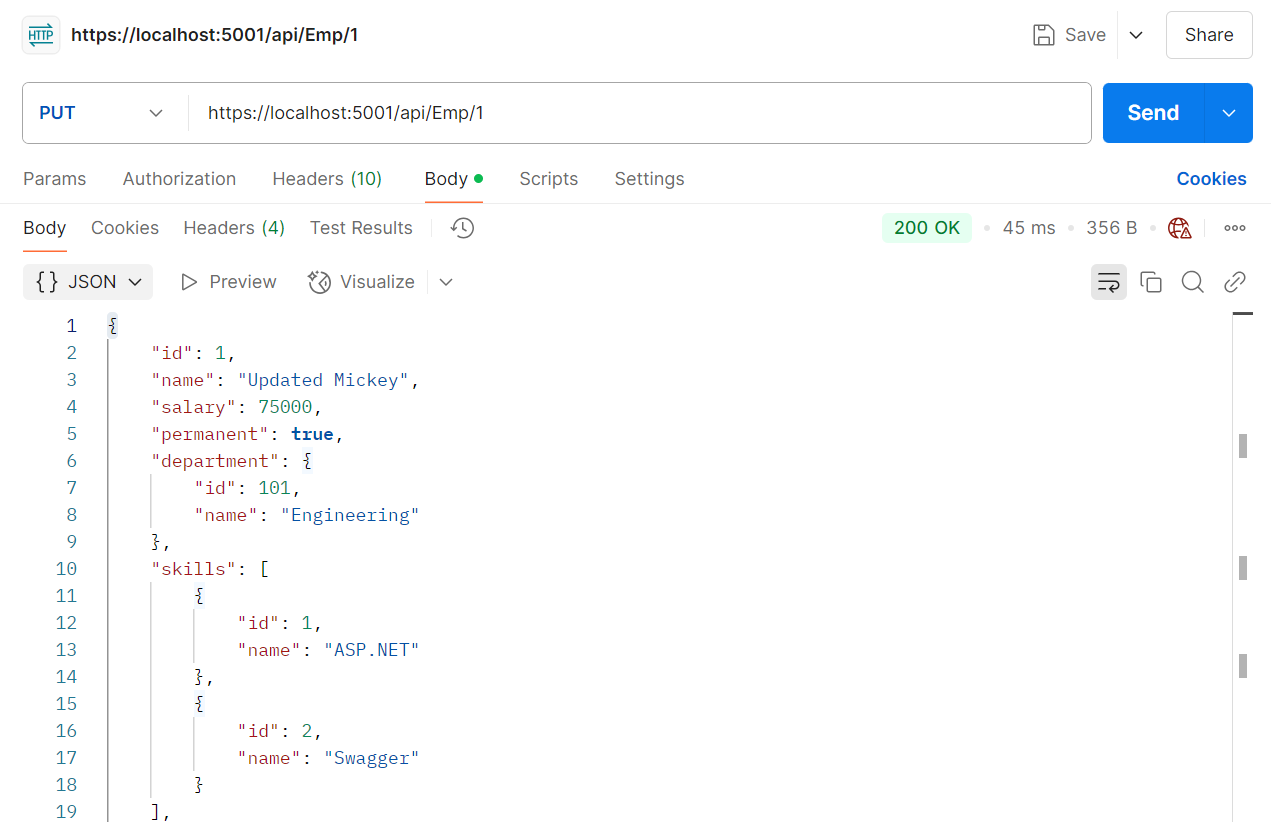 HTTP https://localhost:5001/api/Emp/1 Save Share
PUT https://localhost:5001/api/Emp/1 Send
Params Authorization Headers (10) Body Scripts Settings Cookies
Body Cookies Headers (4) Test Results 200 OK 45 ms 356 B
{} JSON Preview Visualize
1 {
2 "id": 1,
3 "name": "Updated Mickey",
4 "salary": 75000,
5 "permanent": true,
6 "department": {
7 "id": 101,
8 "name": "Engineering"
9 },
10 "skills": [
11 {
12 "id": 1,
13 "name": "ASP.NET"
14 },
15 {
16 "id": 2,
17 "name": "Swagger"
18 }
19 ],